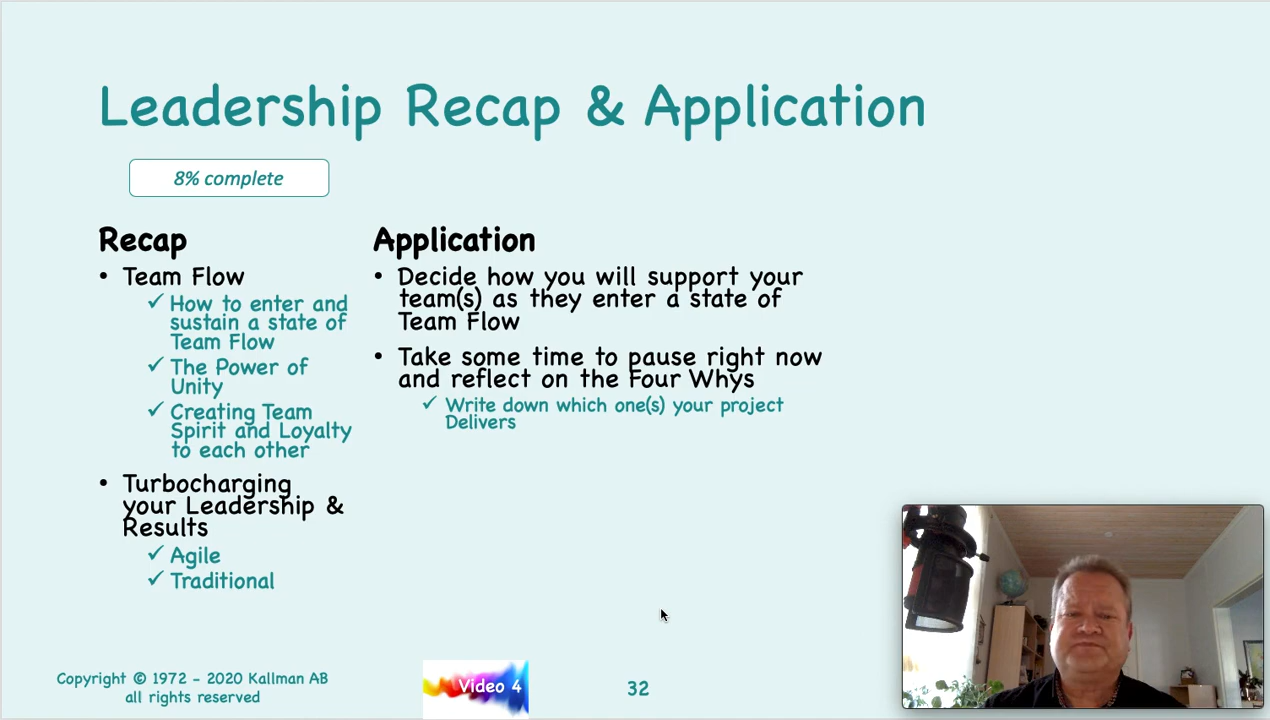 Leadership Recap & Application
8% complete
Recap
• Team Flow
✓ How to enter and
sustain a state of
Team Flow
✓ The Power of
Unity
✓ Creating Team
Spirit and Loyalty
to each other
• Turbocharging
your Leadership &
Results
✓ Agile
✓ Traditional
Application
• Decide how you will support your
team(s) as they enter a state of
Team Flow
• Take some time to pause right now
and reflect on the Four Whys
✓ Write down which one(s) your project
Delivers
Copyright © 1972 - 2020 Kallman AB
all rights reserved
Video 4
32